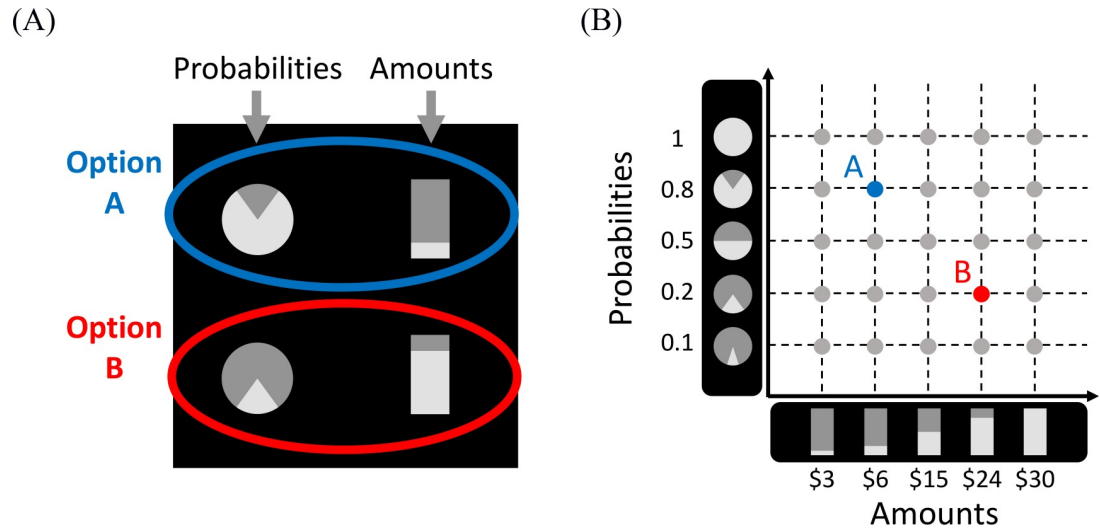 (A)
Probabilities Amounts
Option
A
Option
B
(B)
Probabilities
1
0.8
0.5
0.2
0.1
A
B
$3 $6 $15 $24 $30
Amounts